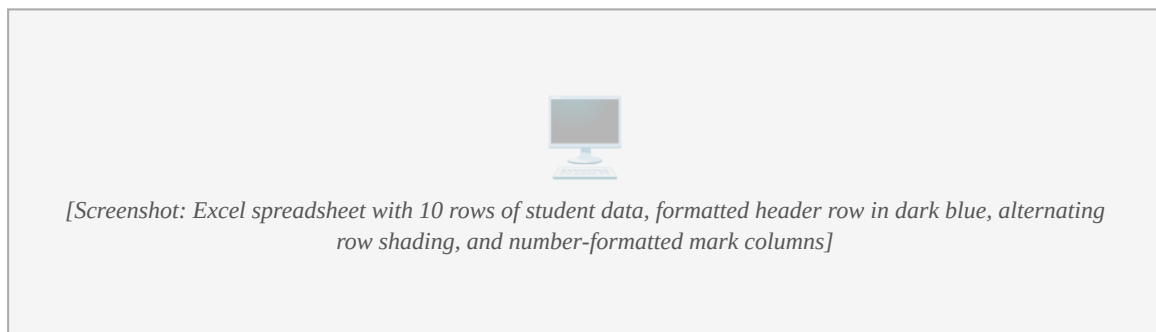 [Screenshot: Excel spreadsheet with 10 rows of student data, formatted header row in dark blue, alternating
row shading, and number-formatted mark columns]